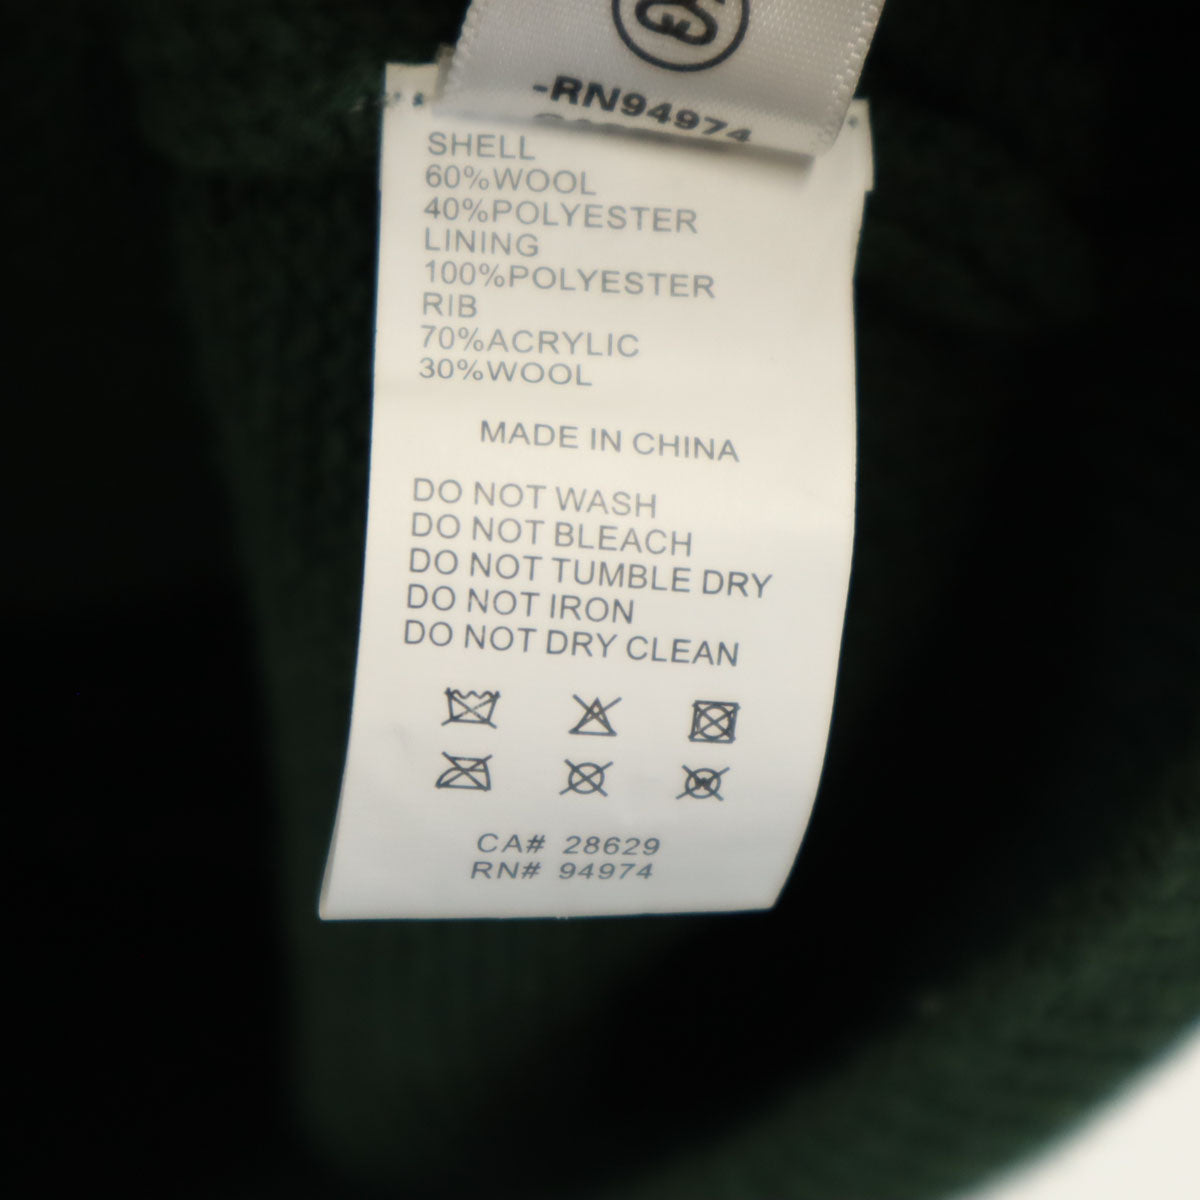 -RN94974
SHELL
60%WOOL
40%POLYESTER
LINING
100%POLYESTER
RIB
70%ACRYLIC
30%WOOL
MADE IN CHINA
DO NOT WASH
DO NOT BLEACH
DO NOT TUMBLE DRY
DO NOT IRON
DO NOT DRY CLEAN
W
CA# 28629
RN# 94974